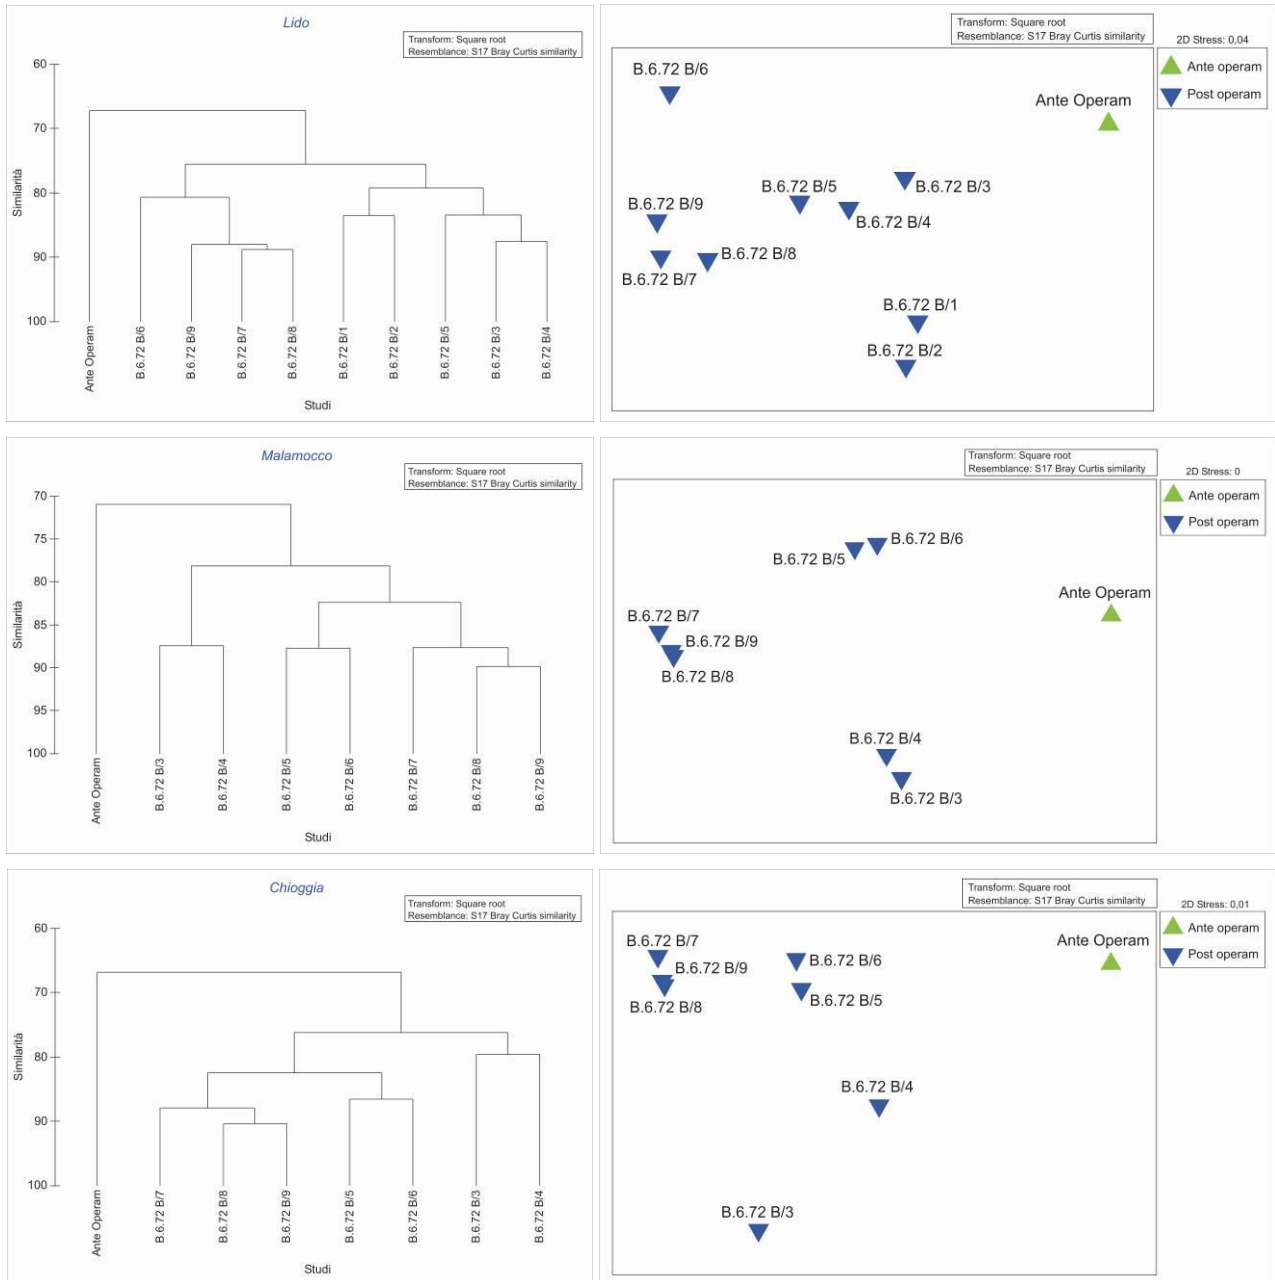 Lido
Transform: Square root
Resemblance: S17 Bray Curtis similarity
60
70
80
90
100
Similarità
Ante Operam
B.6.72 B/6
B.6.72 B/9
B.6.72 B/7
B.6.72 B/8
B.6.72 B/1
B.6.72 B/2
B.6.72 B/5
B.6.72 B/3
B.6.72 B/4
Studi
Transform: Square root
Resemblance: S17 Bray Curtis similarity
2D Stress: 0,04
Ante operam
Post operam
B.6.72 B/6
Ante Operam
B.6.72 B/5
B.6.72 B/3
B.6.72 B/9
B.6.72 B/4
B.6.72 B/8
B.6.72 B/7
B.6.72 B/1
B.6.72 B/2
Malamocco
Transform: Square root
Resemblance: S17 Bray Curtis similarity
70
75
80
85
90
95
100
Similarità
Ante Operam
B.6.72 B/3
B.6.72 B/4
B.6.72 B/5
B.6.72 B/6
B.6.72 B/7
B.6.72 B/8
B.6.72 B/9
Studi
Transform: Square root
Resemblance: S17 Bray Curtis similarity
2D Stress: 0
Ante operam
Post operam
B.6.72 B/6
B.6.72 B/5
Ante Operam
B.6.72 B/7
B.6.72 B/9
B.6.72 B/8
B.6.72 B/4
B.6.72 B/3
Chioggia
Transform: Square root
Resemblance: S17 Bray Curtis similarity
60
70
80
90
100
Similarità
Ante Operam
B.6.72 B/7
B.6.72 B/8
B.6.72 B/9
B.6.72 B/5
B.6.72 B/6
B.6.72 B/3
B.6.72 B/4
Studi
Transform: Square root
Resemblance: S17 Bray Curtis similarity
2D Stress: 0,01
Ante operam
Post operam
B.6.72 B/7
Ante Operam
B.6.72 B/6
B.6.72 B/9
B.6.72 B/5
B.6.72 B/8
B.6.72 B/4
B.6.72 B/3